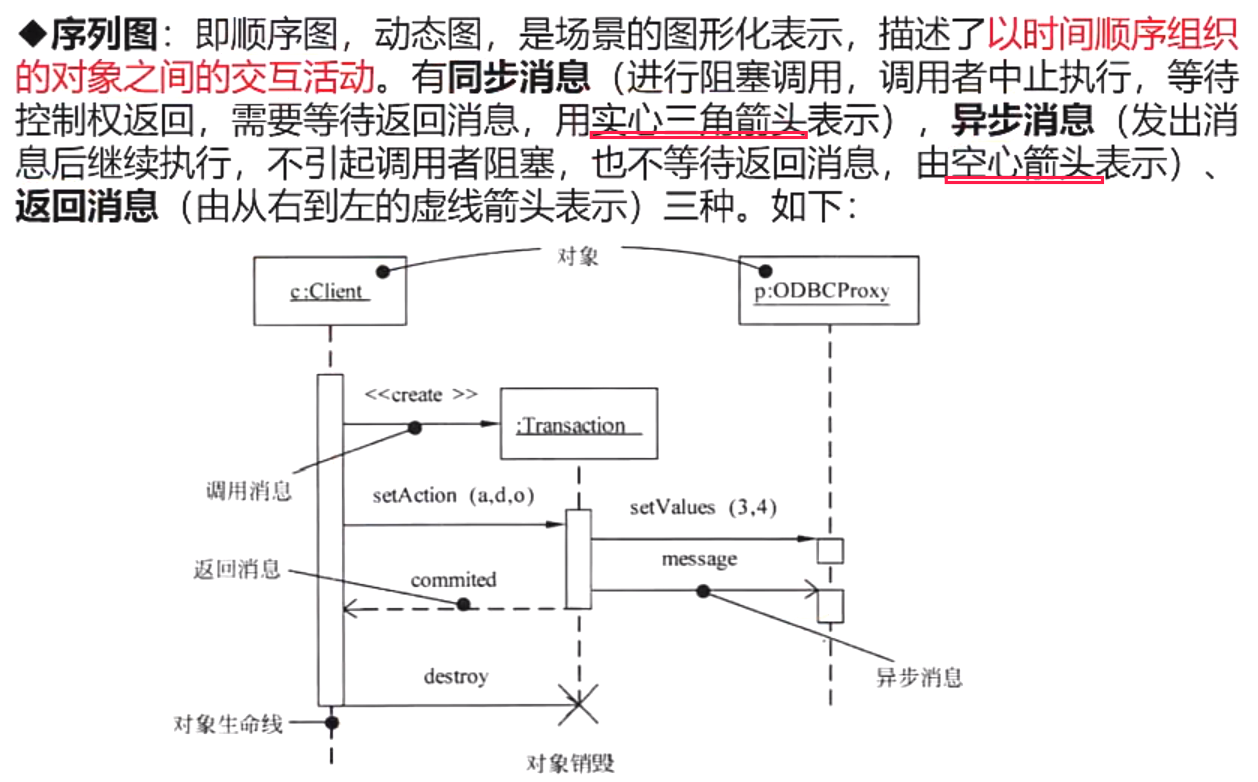 ◆序列图：即顺序图，动态图，是场景的图形化表示，描述了以时间顺序组织
的对象之间的交互活动。有同步消息（进行阻塞调用，调用者中止执行，等待
控制权返回，需要等待返回消息，用实心三角箭头表示），异步消息（发出消
息后继续执行，不引起调用者阻塞，也不等待返回消息，由空心箭头表示）、
返回消息（由从右到左的虚线箭头表示）三种。如下：
对象
c:Client
p:ODBCProxy
<<create >>
:Transaction
调用消息
setAction (a,d,o)
setValues (3,4)
message
返回消息
commited
destroy
异步消息
对象生命线
对象销毁